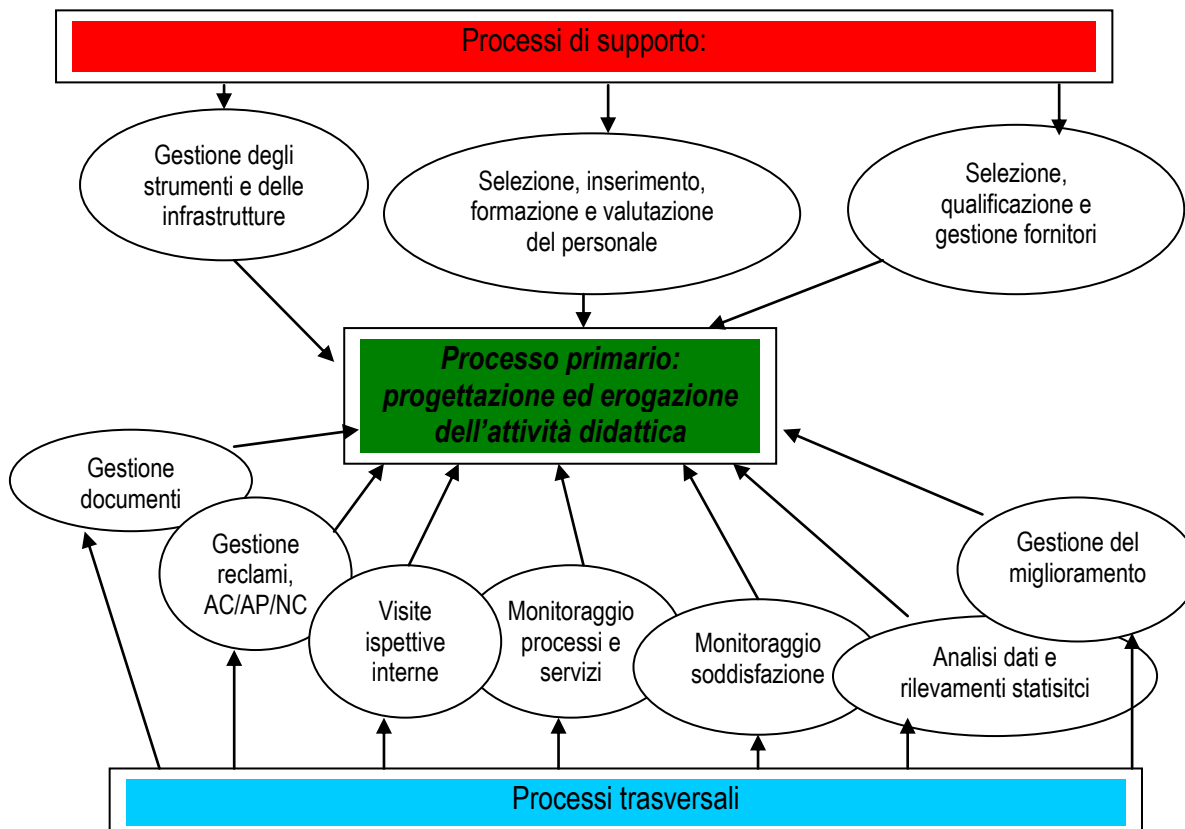 Processi di supporto:
Gestione degli
strumenti e delle
infrastrutture
Selezione, inserimento,
formazione e valutazione
del personale
Selezione,
qualificazione e
gestione fornitori
Processo primario:
progettazione ed erogazione
dell'attività didattica
Gestione
documenti
Gestione
reclami,
AC/AP/NC
Visite
ispettive
interne
Monitoraggio
processi e
servizi
Monitoraggio
soddisfazione
Analisi dati e
rilevamenti statisitci
Gestione del
miglioramento
Processi trasversali